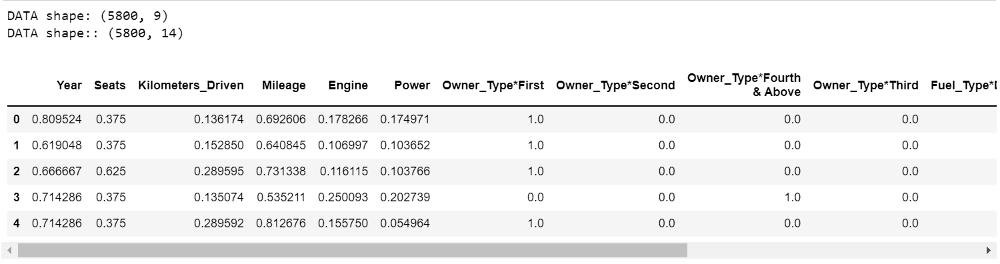 DATA shape: (5800, 9)
DATA shape:: (5800, 14)
Year Seats Kilometers_Driven Mileage Engine Power Owner_Type*First Owner_Type*Second Owner_Type*Fourth & Above Owner_Type*Third Fuel_Type*D
0 0.809524 0.375 0.136174 0.692606 0.178266 0.174971 1.0 0.0 0.0 0.0
1 0.619048 0.375 0.152850 0.640845 0.106997 0.103652 1.0 0.0 0.0 0.0
2 0.666667 0.625 0.289595 0.731338 0.116115 0.103766 1.0 0.0 0.0 0.0
3 0.714286 0.375 0.135074 0.535211 0.250093 0.202739 0.0 0.0 1.0 0.0
4 0.714286 0.375 0.289592 0.812676 0.155750 0.054964 1.0 0.0 0.0 0.0